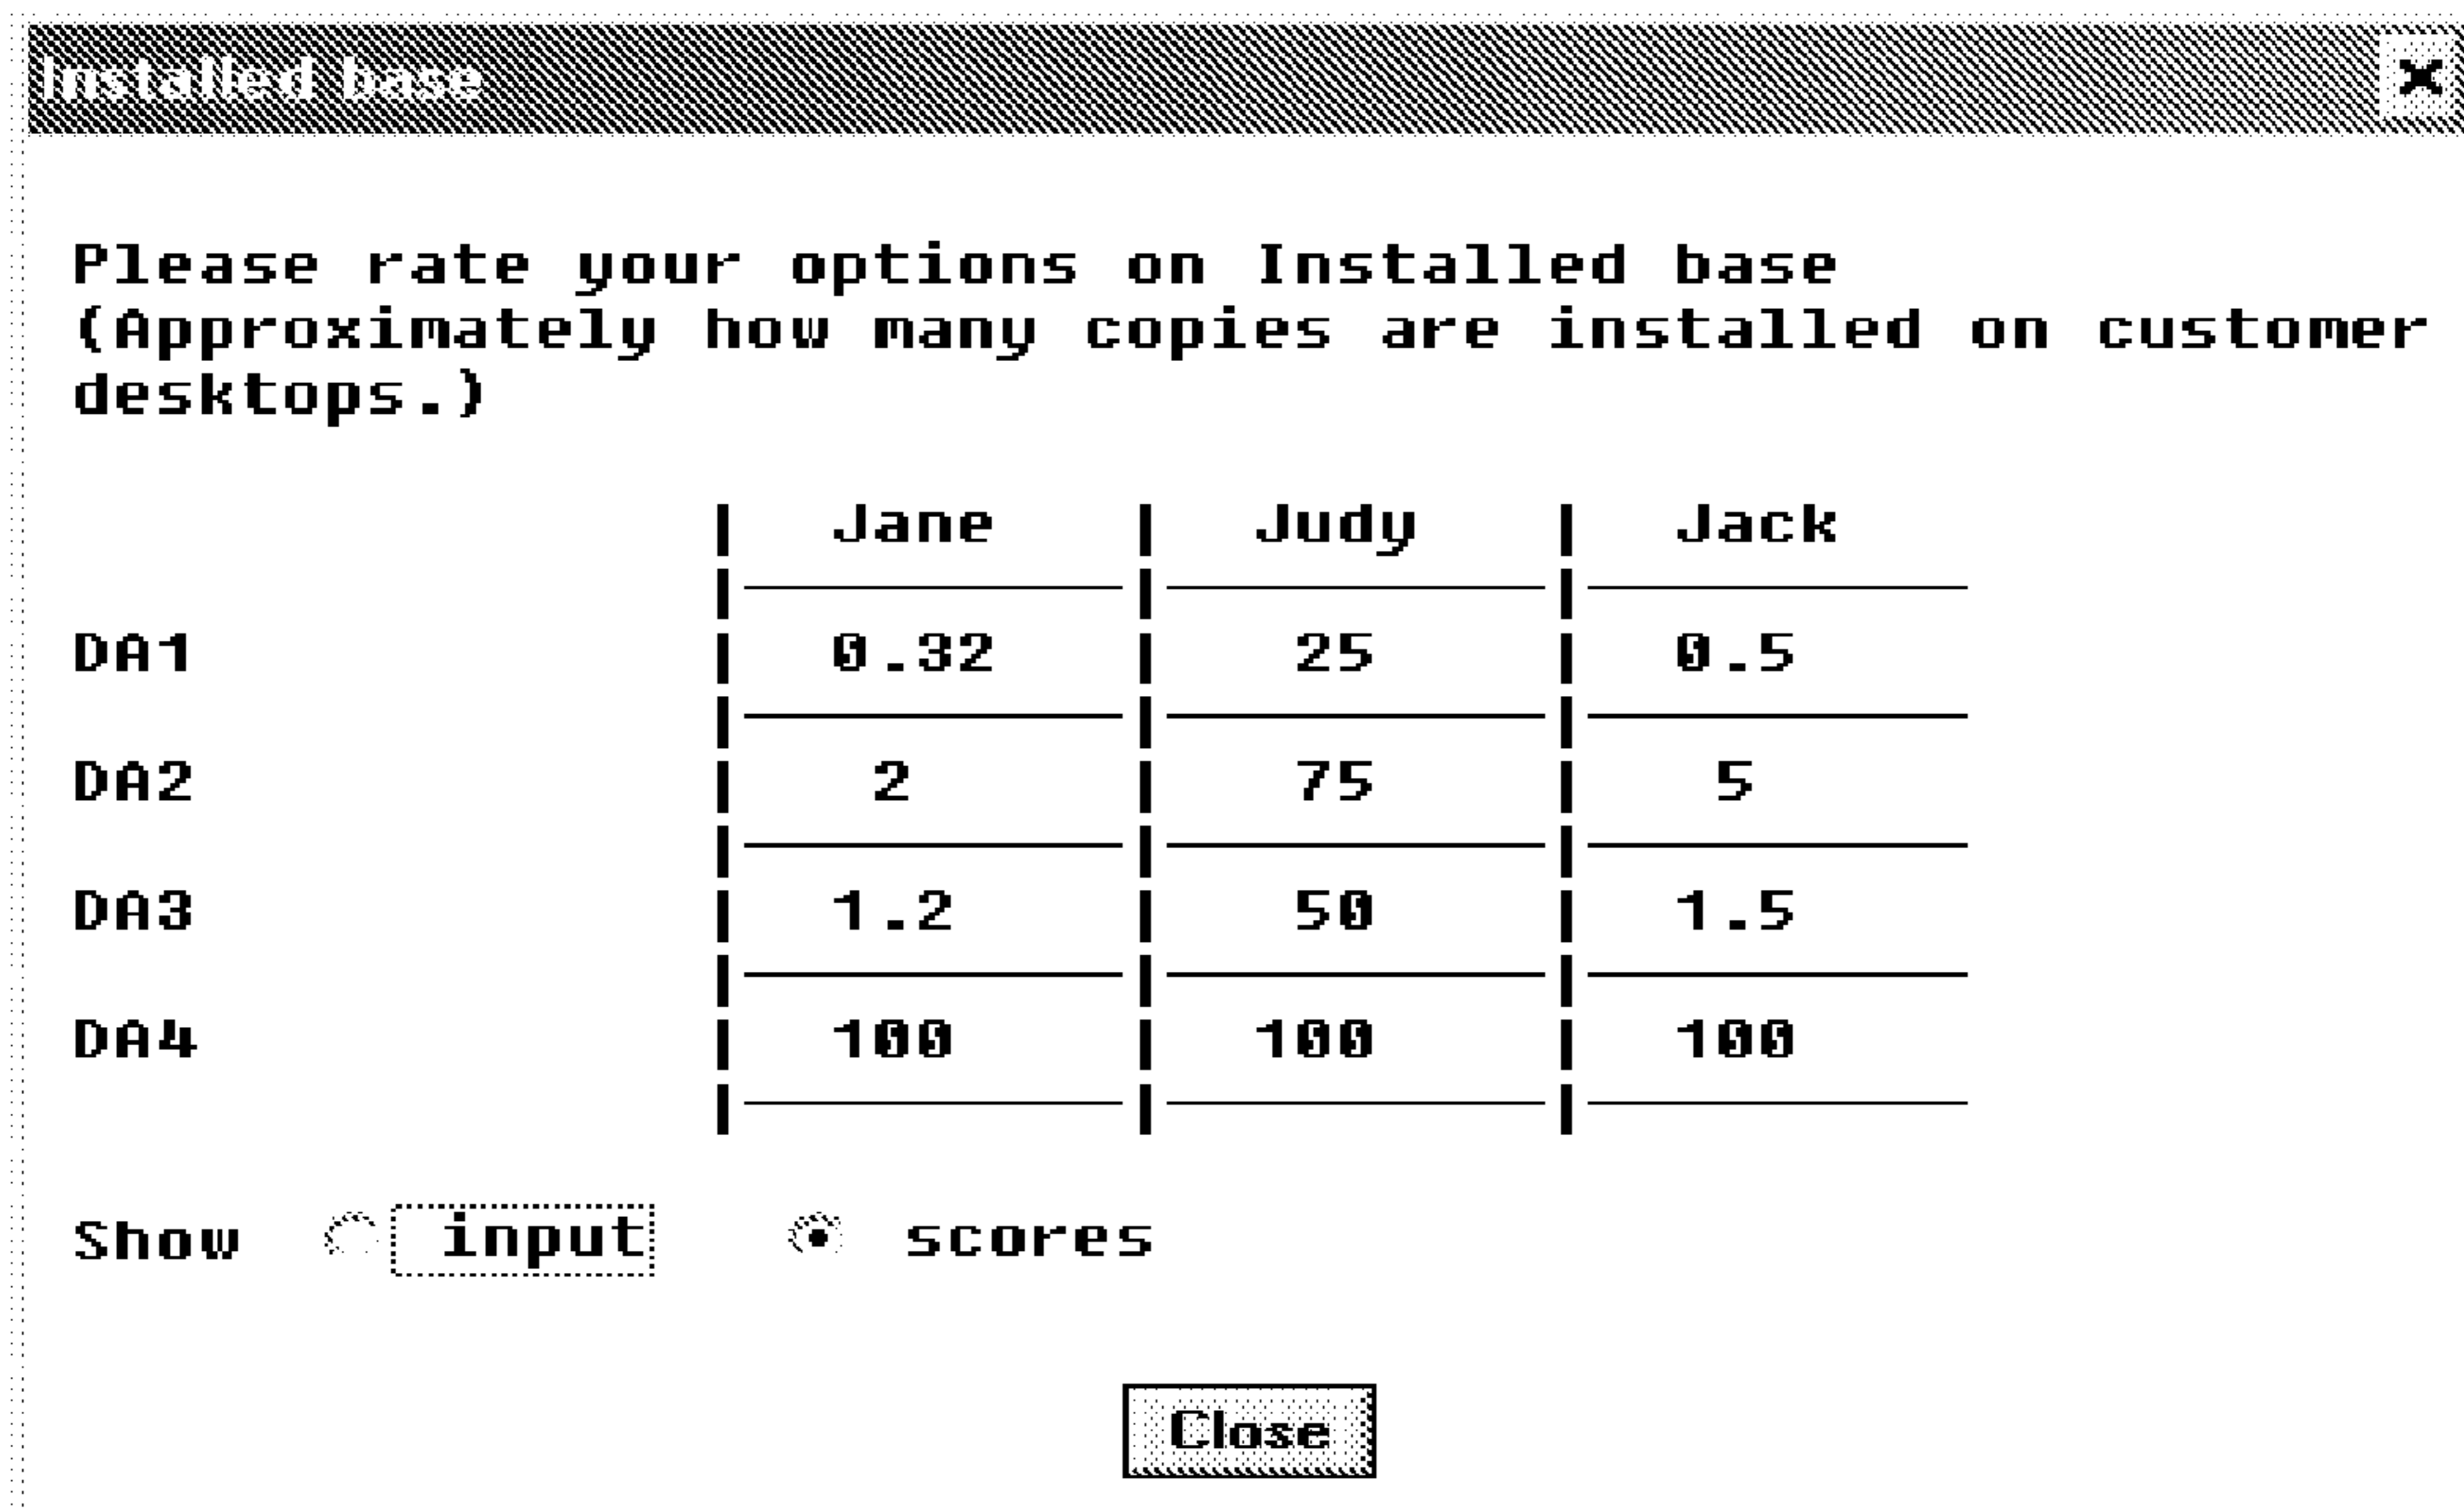 Installed base
Please rate your options on Installed base
(Approximately how many copies are installed on customer
desktops.)
Jane Judy Jack
DA1 0.32 25 0.5
DA2 2 75 5
DA3 1.2 50 1.5
DA4 100 100 100
Show input scores
Close